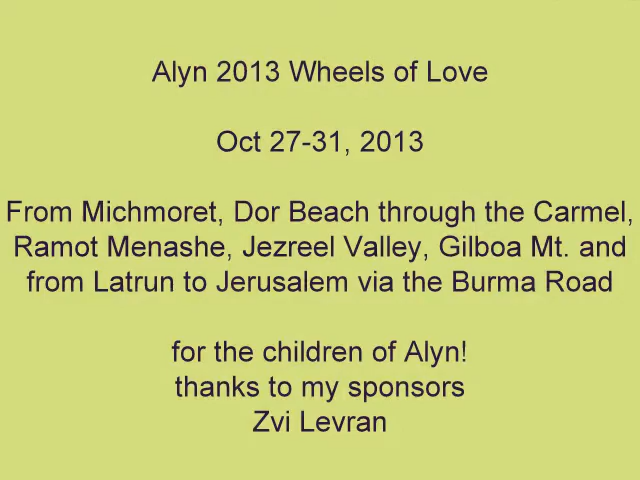 Alyn 2013 Wheels of Love
Oct 27-31, 2013
From Michmoret, Dor Beach through the Carmel,
Ramot Menashe, Jezreel Valley, Gilboa Mt. and
from Latrun to Jerusalem via the Burma Road
for the children of Alyn!
thanks to my sponsors
Zvi Levran